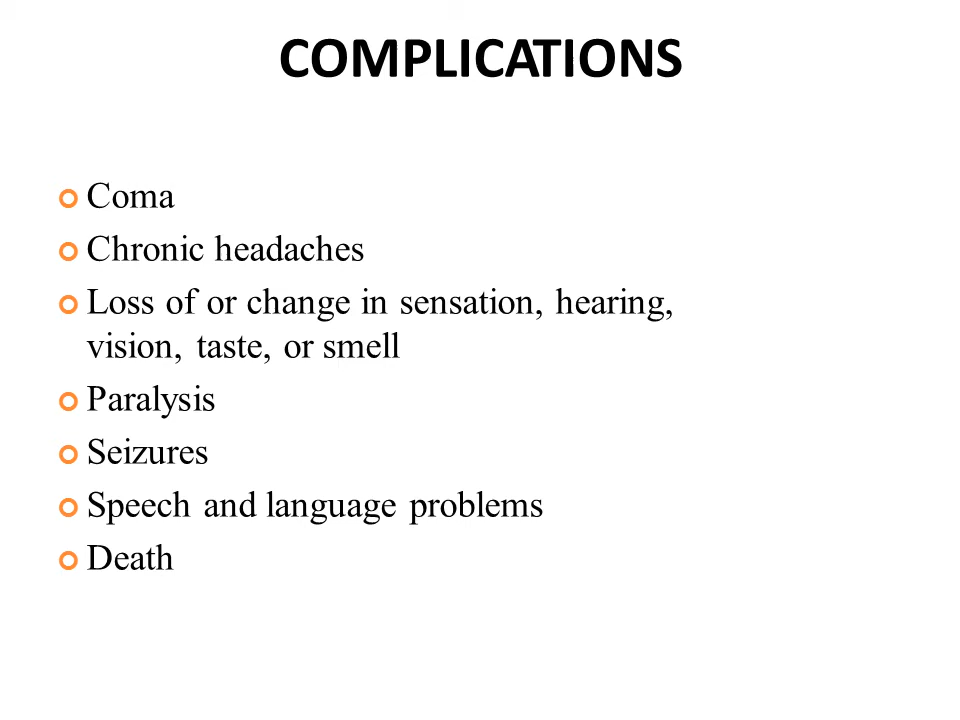 COMPLICATIONS
Coma
Chronic headaches
Loss of or change in sensation, hearing,
vision, taste, or smell
Paralysis
Seizures
Speech and language problems
Death